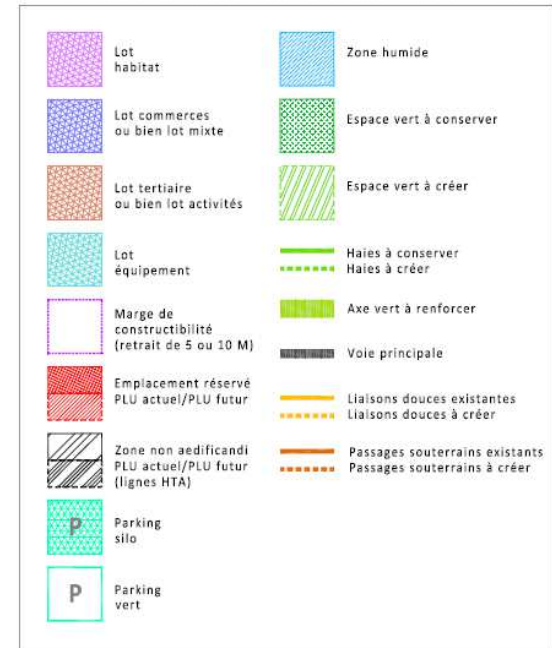 Lot
habitat
Lot commerces
ou bien lot mixte
Lot tertiaire
ou bien lot activités
Lot
équipement
Marge de
constructibilité
(retrait de 5 ou 10 M)
Emplacement réservé
PLU actuel/PLU futur
Zone non aedificandi
PLU actuel/PLU futur
(lignes HTA)
P
Parking
silo
P
Parking
vert
Zone humide
Espace vert à conserver
Espace vert à créer
Haies à conserver
Haies à créer
Axe vert à renforcer
Voie principale
Liaisons douces existantes
Liaisons douces à créer
Passages souterrains existants
Passages souterrains à créer